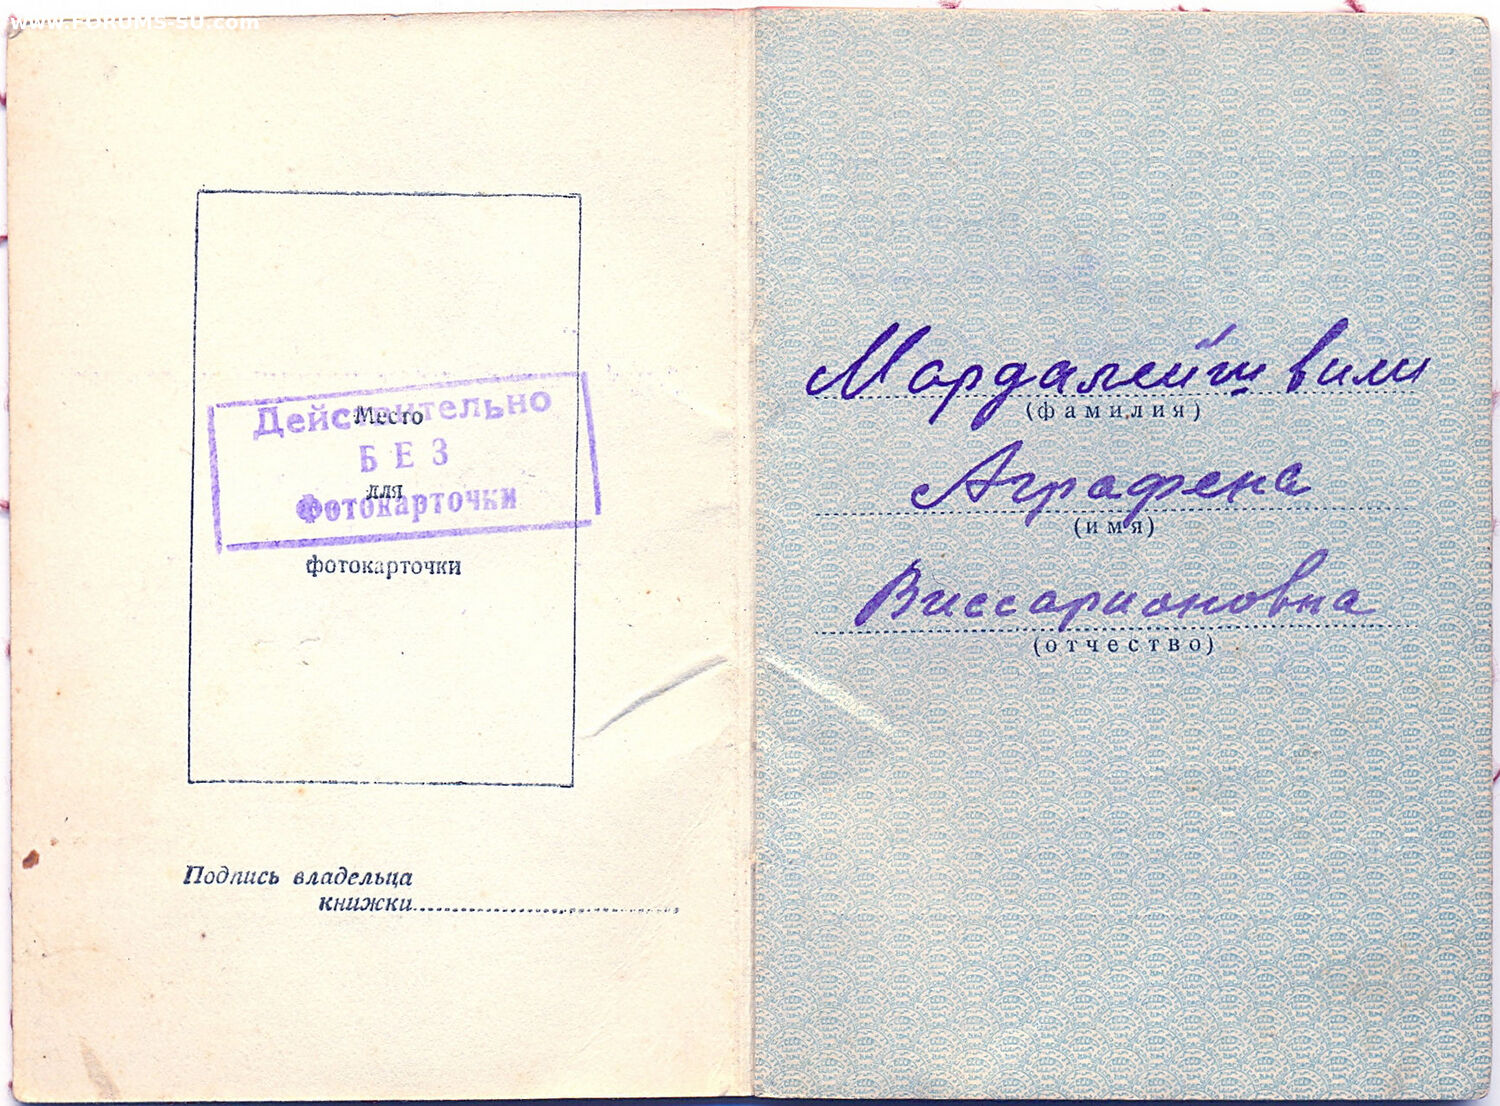 www.FORUMS-SU.com
Действительно
Место
БЕЗ
для
Фотокарточки
фотокарточки
Подпись владельца
книжки
Мардалейшвили
(фамилия)
Аграфена
(имя)
Виссарионовна
(отчество)